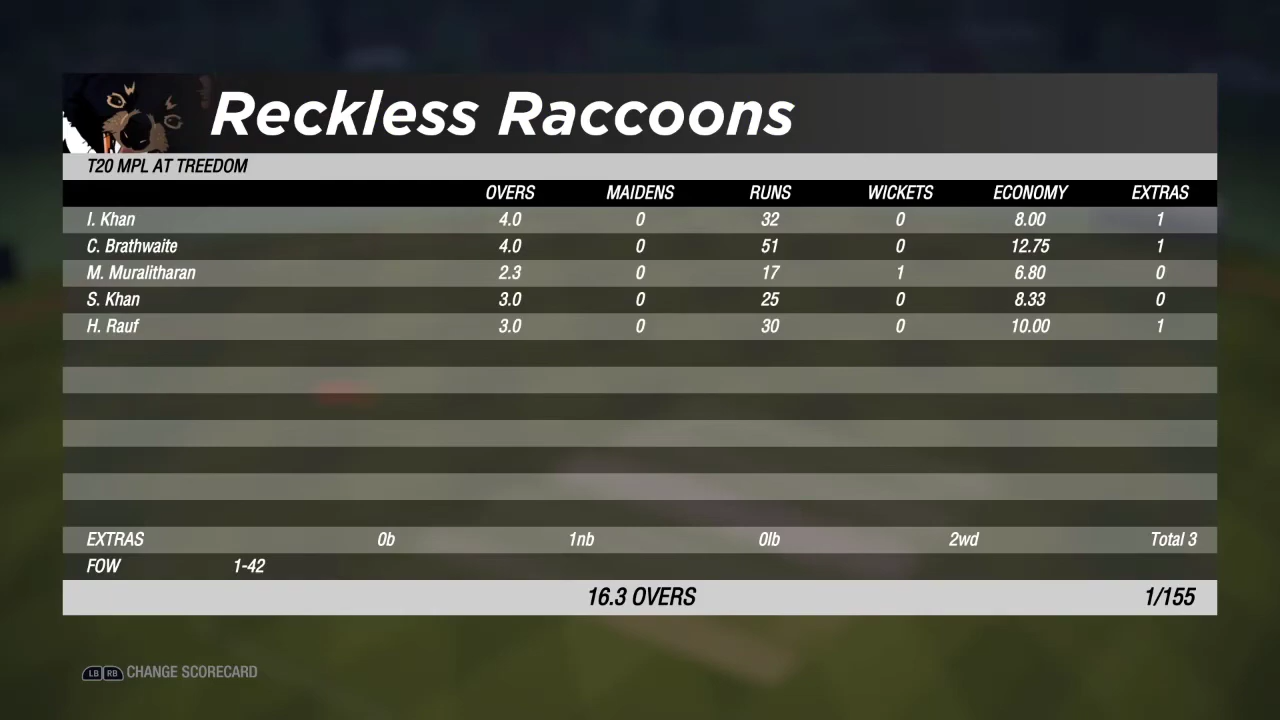 Reckless Raccoons
T20 MPL AT TREEDOM
OVERS MAIDENS RUNS WICKETS ECONOMY EXTRAS
I. Khan 4.0 0 32 0 8.00 1
C. Brathwaite 4.0 0 51 0 12.75 1
M. Muralitharan 2.3 0 17 1 6.80 0
S. Khan 3.0 0 25 0 8.33 0
H. Rauf 3.0 0 30 0 10.00 1
EXTRAS 0b 1nb 0lb 2wd Total 3
FOW 1-42
16.3 OVERS 1/155
LB RB CHANGE SCORECARD